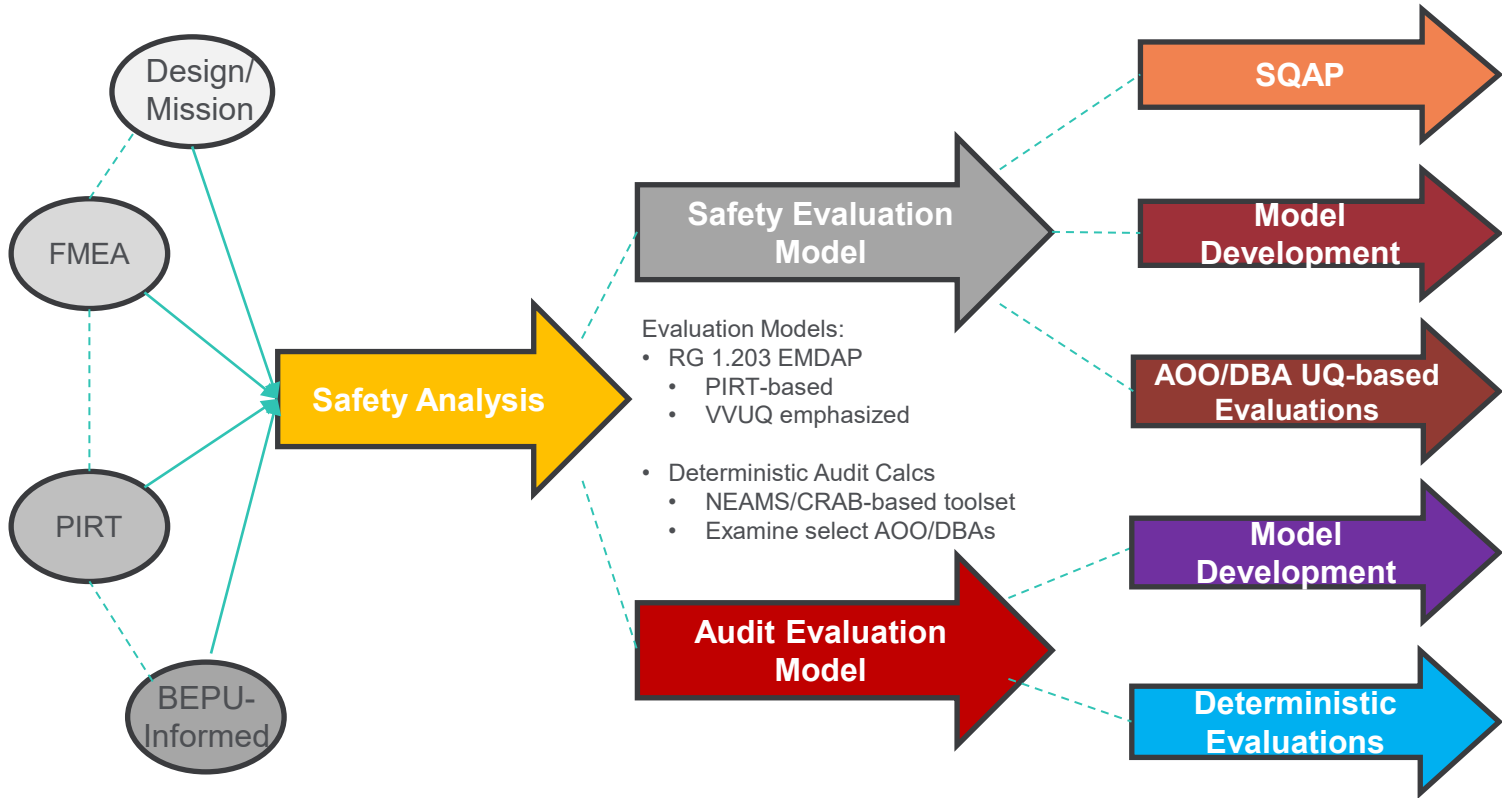 Design/
Mission
FMEA
PIRT
BEPU-
Informed
Safety Analysis
Safety Evaluation
Model
Evaluation Models:
• RG 1.203 EMDAP
• PIRT-based
• VVUQ emphasized
• Deterministic Audit Calcs
• NEAMS/CRAB-based toolset
• Examine select AOO/DBAs
Audit Evaluation
Model
SQAP
Model
Development
AOO/DBA UQ-based
Evaluations
Model
Development
Deterministic
Evaluations